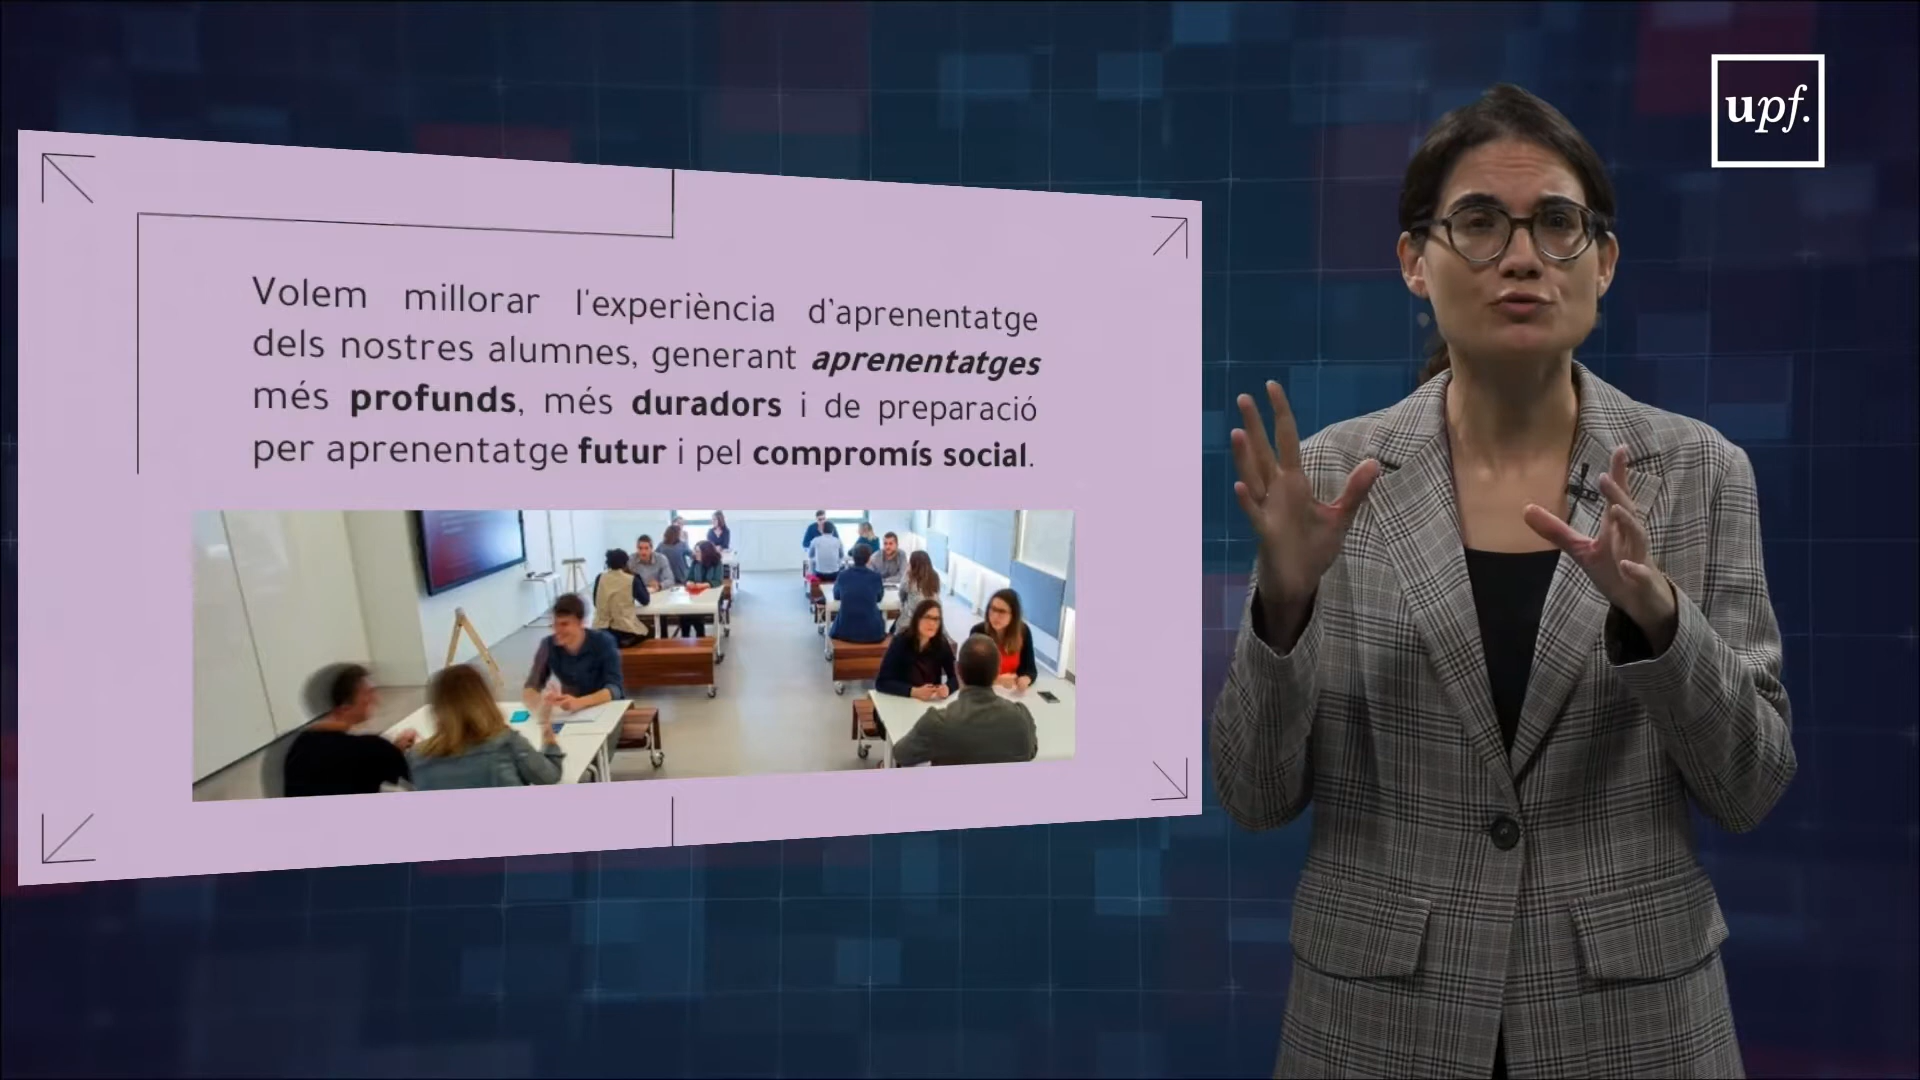 upf.
Volem millorar l'experiència d'aprenentatge
dels nostres alumnes, generant aprenentatges
més profunds, més duradors i de preparació
per aprenentatge futur i pel compromís social.